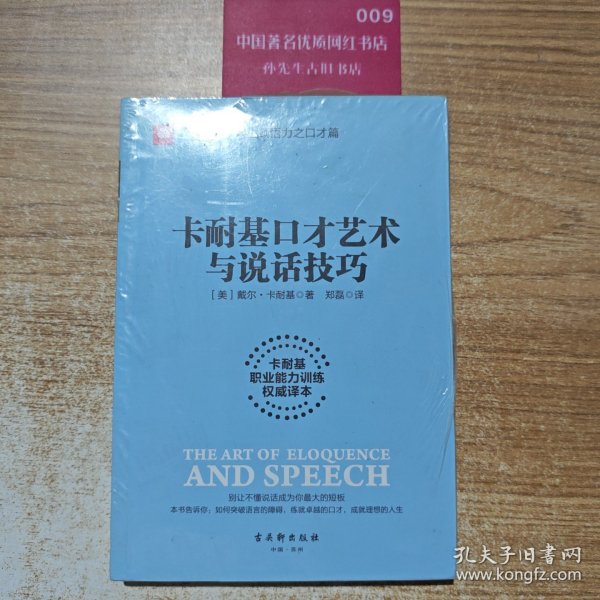 009
中国著名优质网红书店
孙先生古旧书店
力之口才篇
卡耐基口才艺术
与说话技巧
[美]戴尔·卡耐基◎著 郑磊◎译
卡耐基
职业能力训练
权威译本
THE ART OF ELOQUENCE
AND SPEECH
别让不懂说话成为你最大的短板
本书告诉你：如何突破语言的障碍，练就卓越的口才，成就理想的人生
古吴轩出版社
中国·苏州
孔夫子旧书网
www.kongfz.com